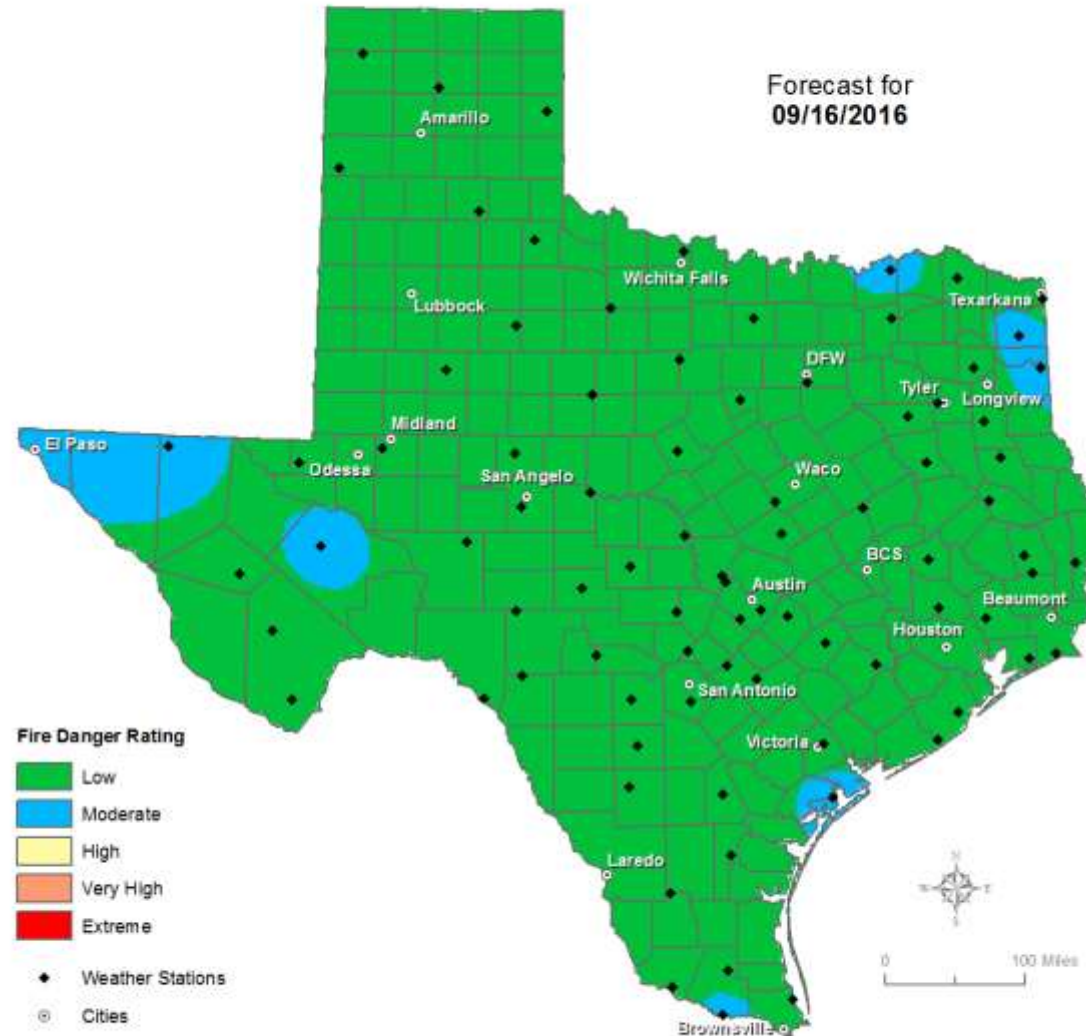 Forecast for
09/16/2016
Amarillo
Wichita Falls
Lubbock
Texarkana
DFW
Tyler
Longview
Midland
El Paso
Odessa
San Angelo
Waco
BCS
Austin
Beaumont
Houston
San Antonio
Victoria
Laredo
Brownsville
Fire Danger Rating
Low
Moderate
High
Very High
Extreme
Weather Stations
Cities
N
W
E
S
0 100 Miles